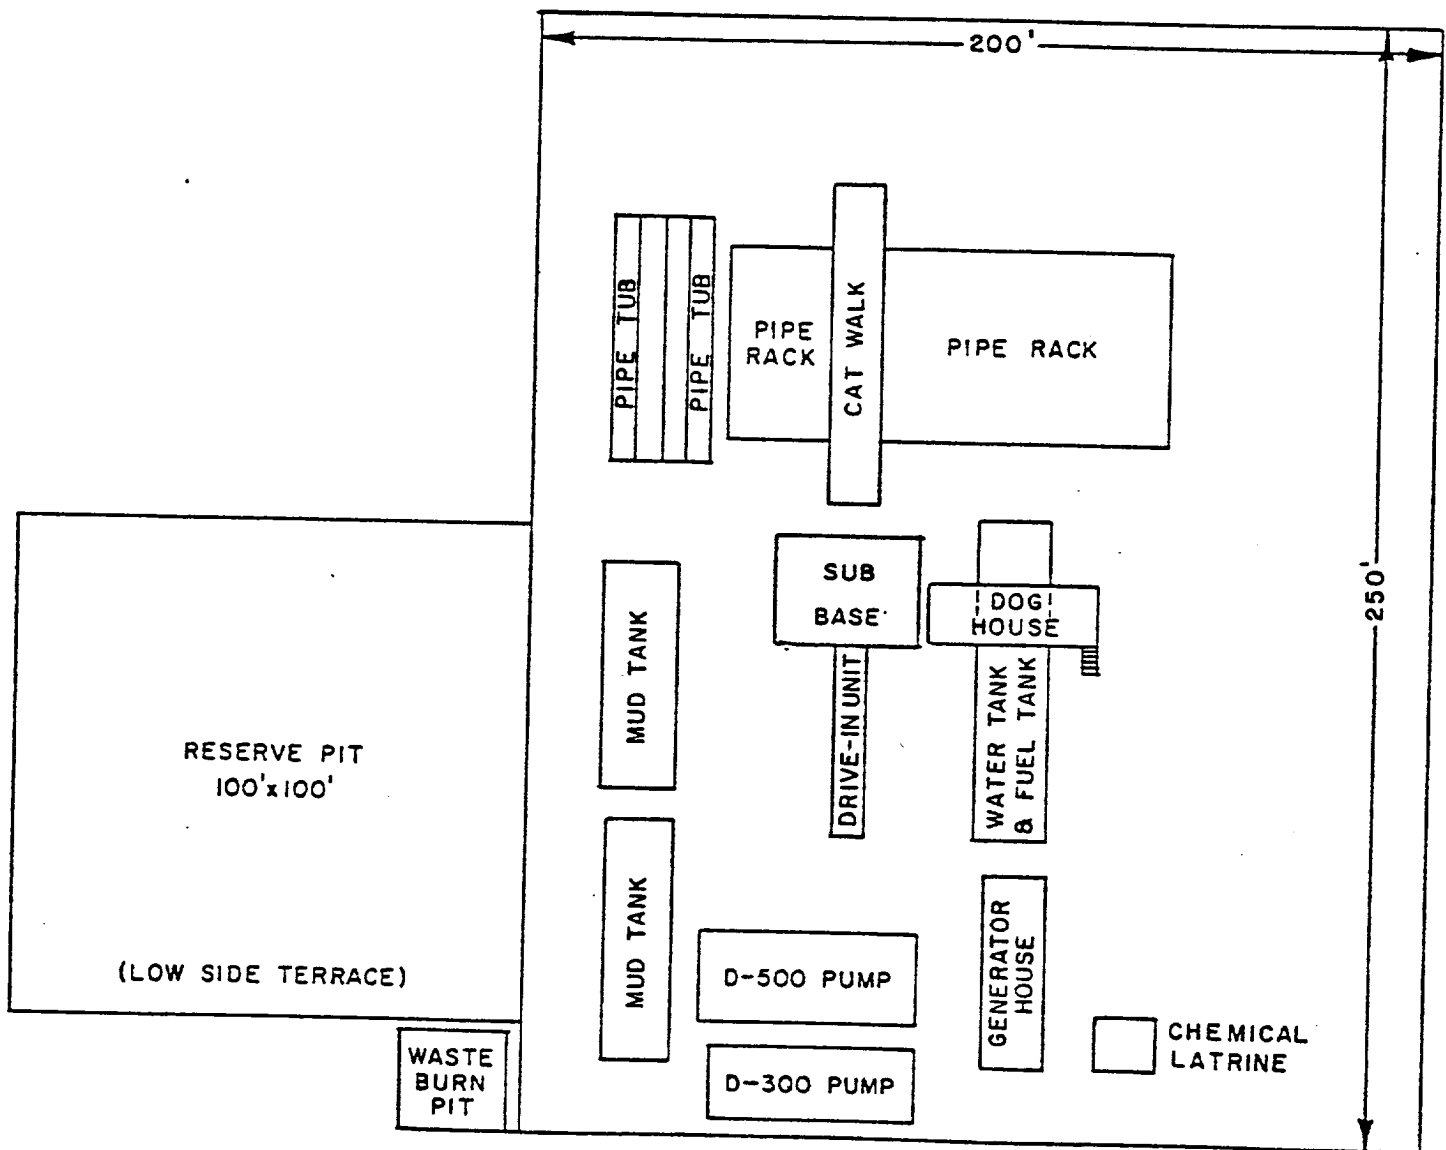 200'
PIPE TUB
PIPE TUB
PIPE
RACK
CAT WALK
PIPE RACK
250'
SUB
BASE
DOG
HOUSE
MUD TANK
DRIVE-IN UNIT
WATER TANK
& FUEL TANK
RESERVE PIT
100'x100'
(LOW SIDE TERRACE)
MUD TANK
D-500 PUMP
GENERATOR
HOUSE
CHEMICAL
LATRINE
WASTE
BURN
PIT
D-300 PUMP